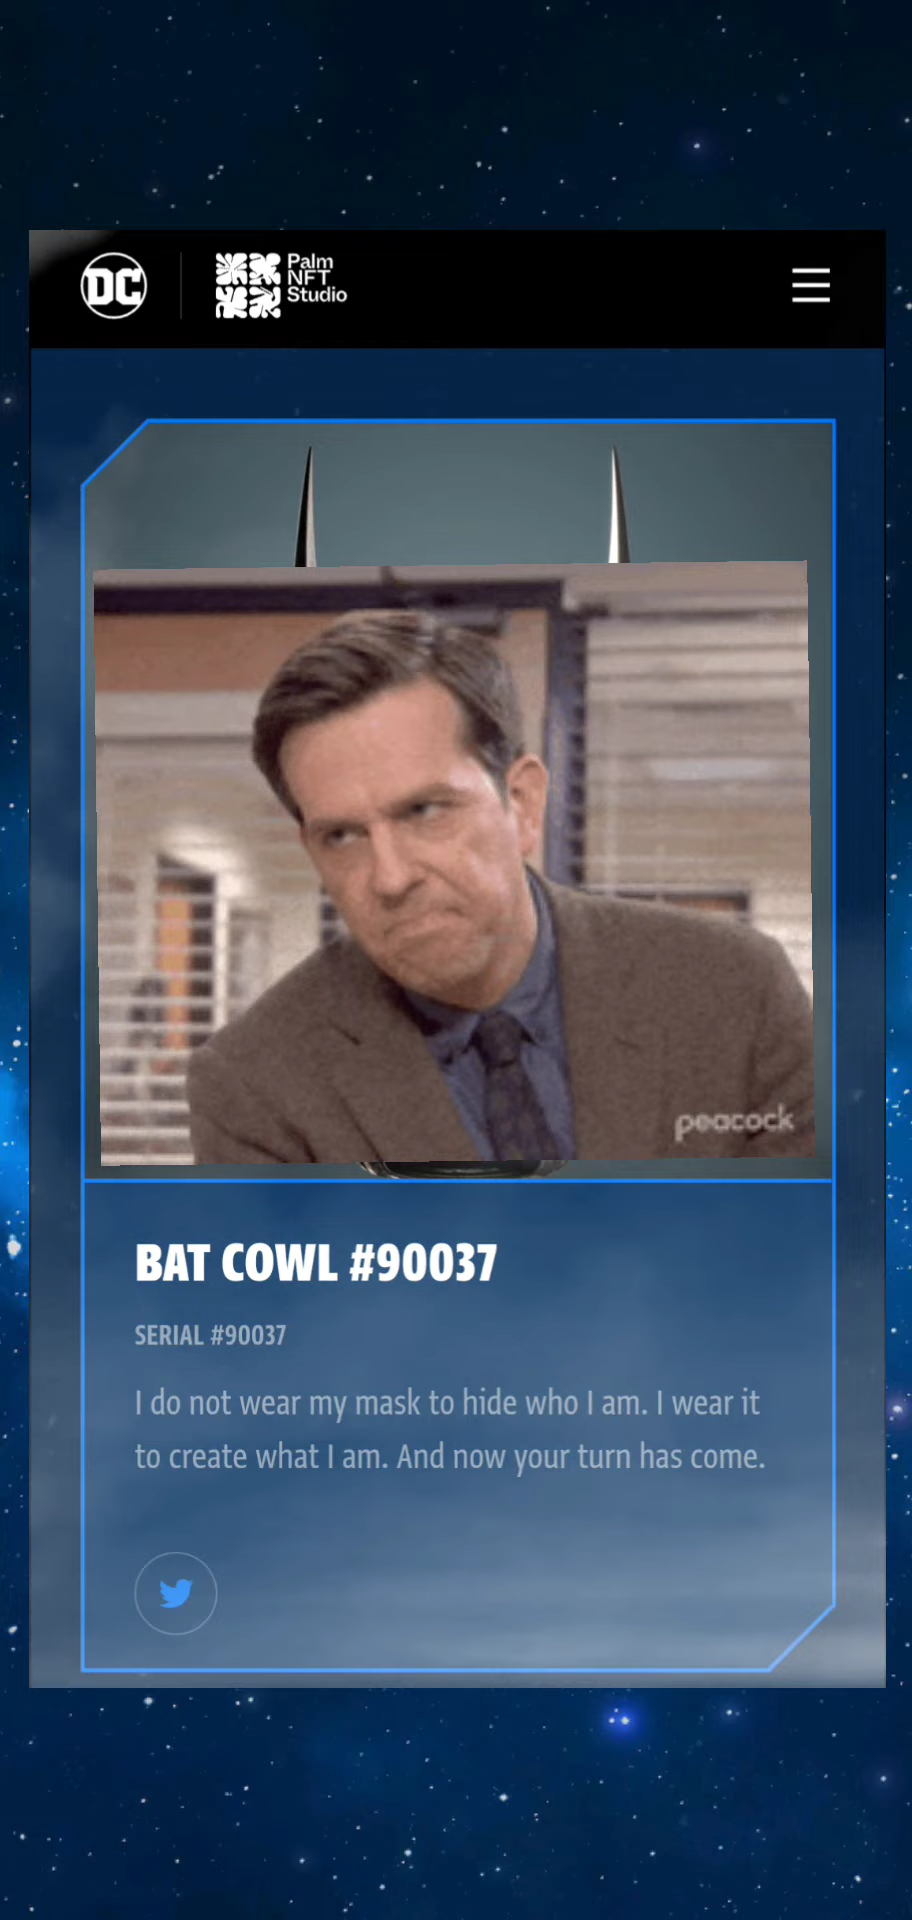 DC
Palm
NFT
Studio
peacock
BAT COWL #90037
SERIAL #90037
I do not wear my mask to hide who I am. I wear it
to create what I am. And now your turn has come.